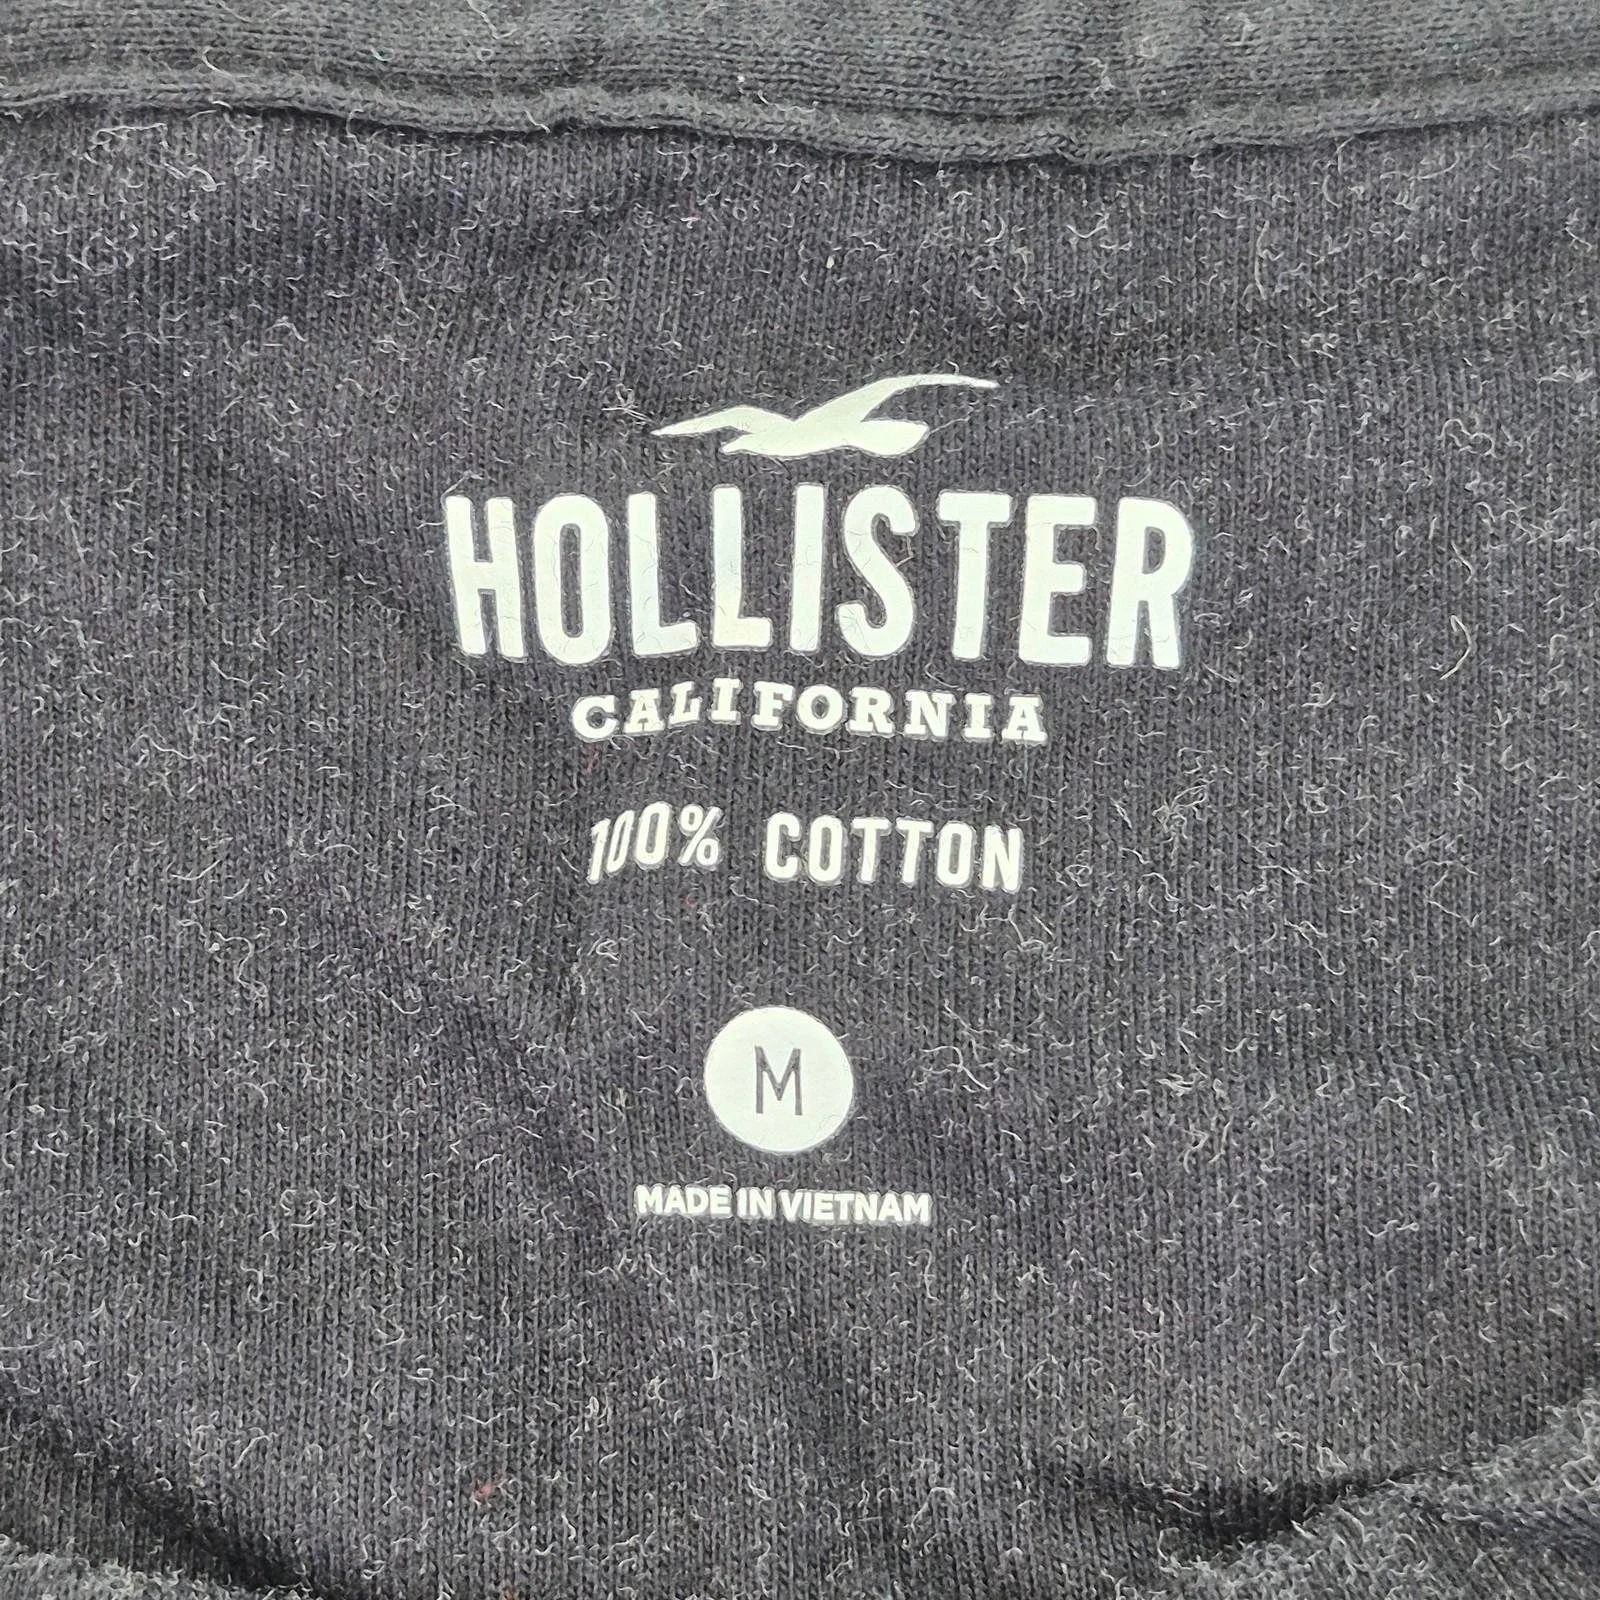 HOLLISTER
CALIFORNIA
100% COTTON
M
MADE IN VIETNAM